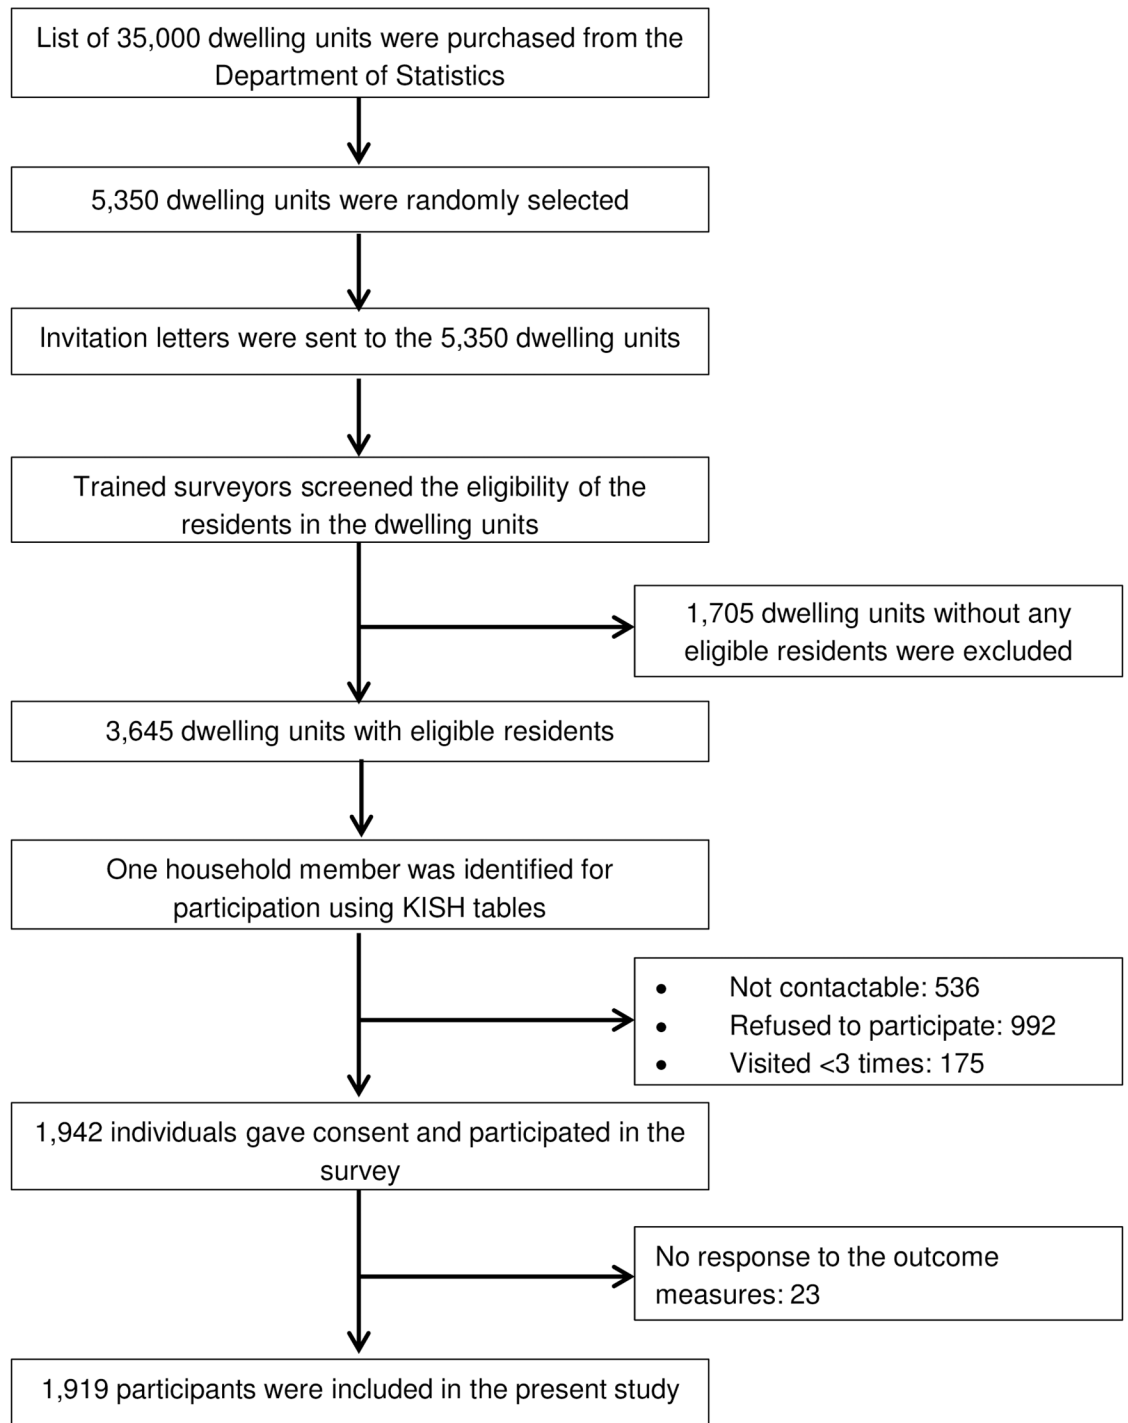 List of 35,000 dwelling units were purchased from the
Department of Statistics
5,350 dwelling units were randomly selected
Invitation letters were sent to the 5,350 dwelling units
Trained surveyors screened the eligibility of the
residents in the dwelling units
1,705 dwelling units without any
eligible residents were excluded
3,645 dwelling units with eligible residents
One household member was identified for
participation using KISH tables
• Not contactable: 536
• Refused to participate: 992
• Visited <3 times: 175
1,942 individuals gave consent and participated in the
survey
No response to the outcome
measures: 23
1,919 participants were included in the present study